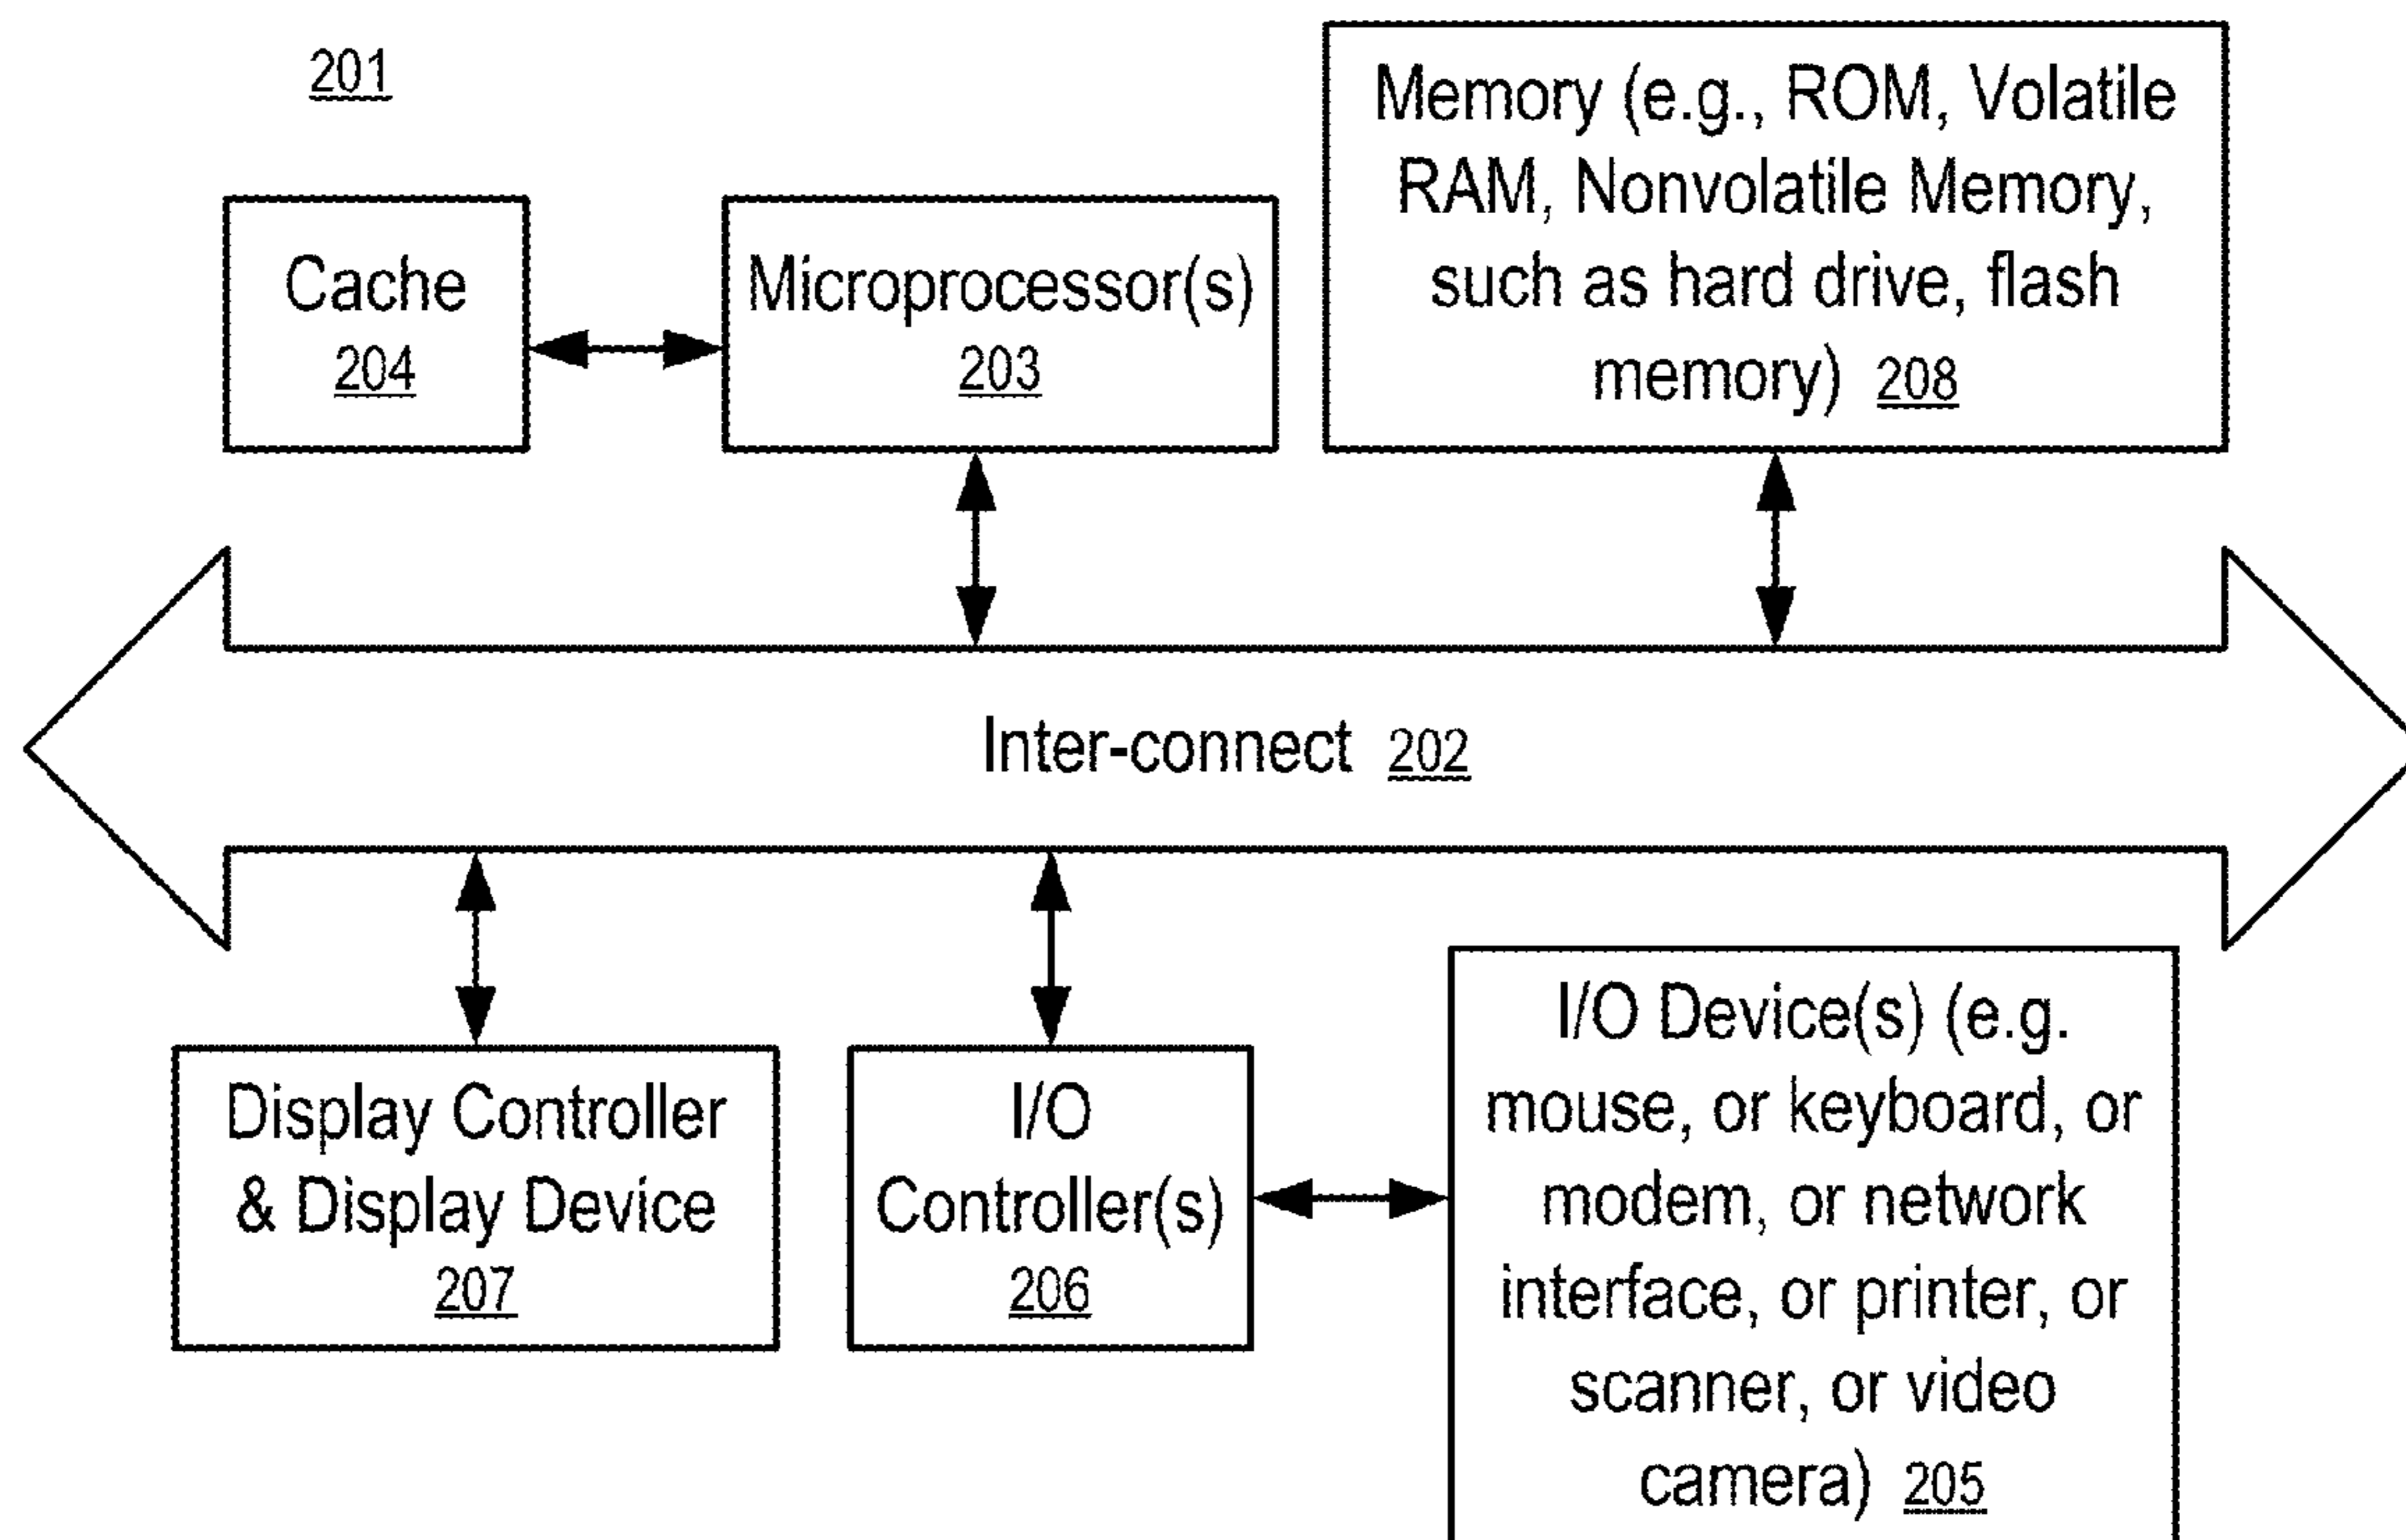 201
Memory (e.g., ROM, Volatile
RAM, Nonvolatile Memory,
such as hard drive, flash
memory) 208
Cache
204
Microprocessor(s)
203
Inter-connect 202
Display Controller
& Display Device
207
I/O
Controller(s)
206
I/O Device(s) (e.g.
mouse, or keyboard, or
modem, or network
interface, or printer, or
scanner, or video
camera) 205